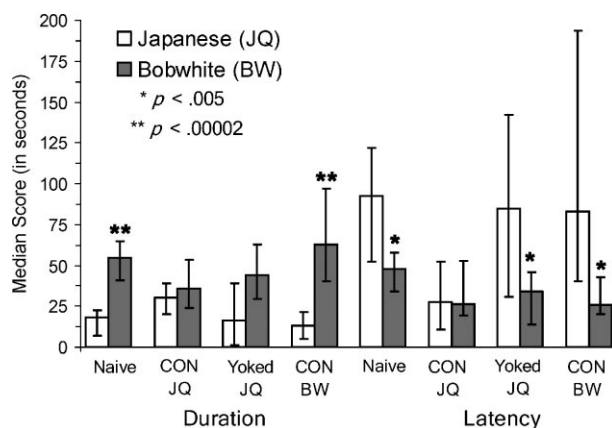 200
175
150
125
100
75
50
25
0
Median Score (in seconds)
Japanese (JQ)
Bobwhite (BW)
* p < .005
** p < .00002
** ** * * *
Naive CON JQ Yoked JQ CON BW Naive CON JQ Yoked JQ CON BW
Duration Latency